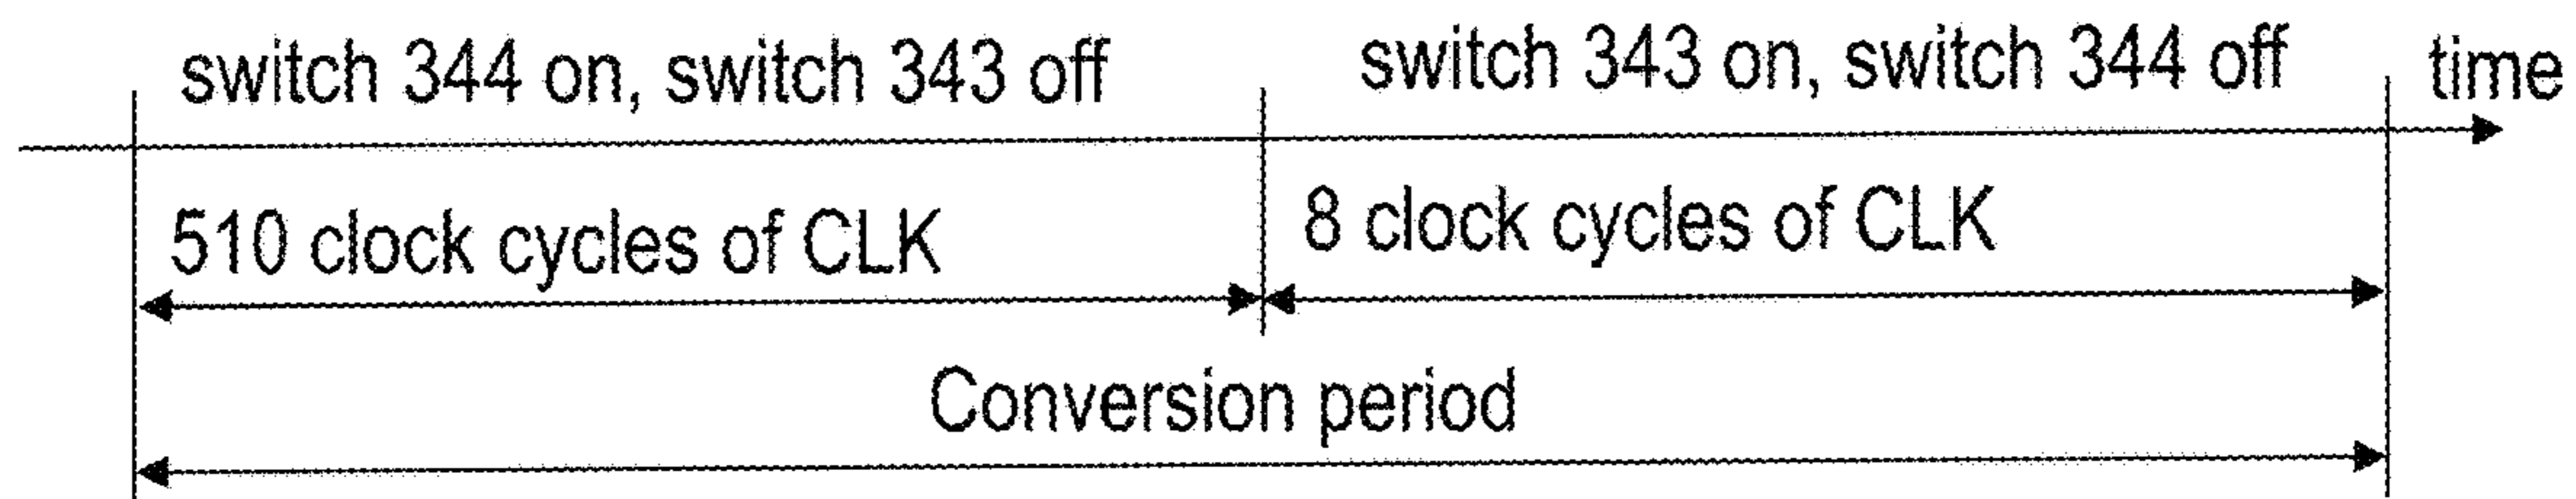 switch 344 on, switch 343 off
switch 343 on, switch 344 off
time
510 clock cycles of CLK
8 clock cycles of CLK
Conversion period